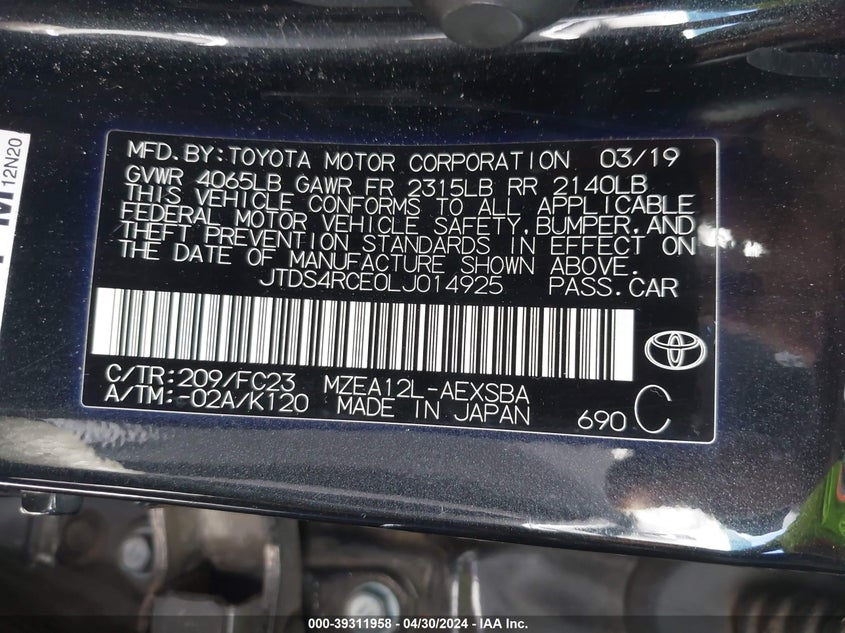 MFD.BY:TOYOTA MOTOR CORPORATION 03/19
GVWR 4065LB GAWR FR 2315LB RR 2140LB
THIS VEHICLE CONFORMS TO ALL APPLICABLE
FEDERAL MOTOR VEHICLE SAFETY,BUMPER,AND
THEFT PREVENTION STANDARDS IN EFFECT ON
THE DATE OF MANUFACTURE SHOWN ABOVE.
JTDS4RCE0LJ014925 PASS.CAR
C/TR:209/FC23 MZEA12L-AEXSBA
A/TM:-02A/K120 MADE IN JAPAN
690 C
12N20
000-39311958 - 04/30/2024 - IAA Inc.